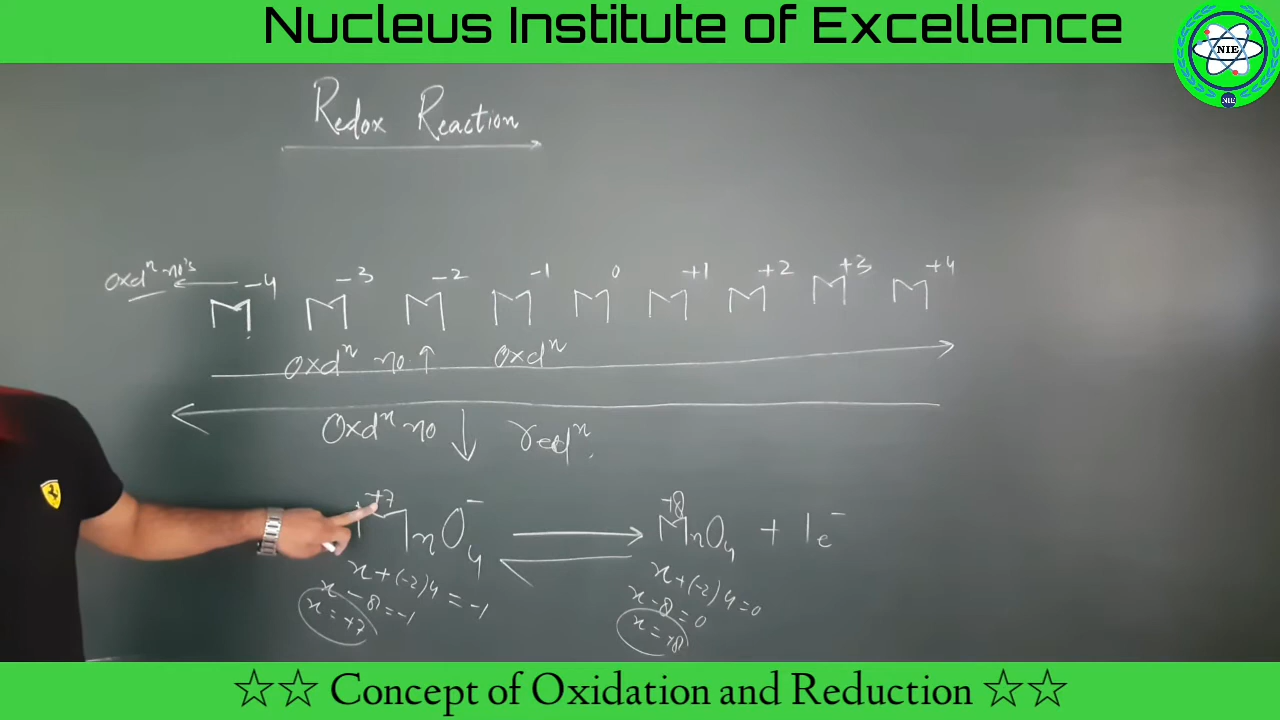 Nucleus Institute of Excellence
NIE
NIE
Redox Reaction
oxdⁿ no's
M⁻⁴ M⁻³ M⁻² M⁻¹ M⁰ M⁺¹ M⁺² M⁺³ M⁺⁴
oxdⁿ no. ↑ oxdⁿ
Oxdⁿ no ↓ redⁿ.
+7 +8
MnO₄⁻ ⇌ MnO₄ + 1e⁻
x+(-2)4 = -1 x+(-2)4=0
x-8=-1 x-8=0
x=+7 x=+8
☆☆ Concept of Oxidation and Reduction ☆☆